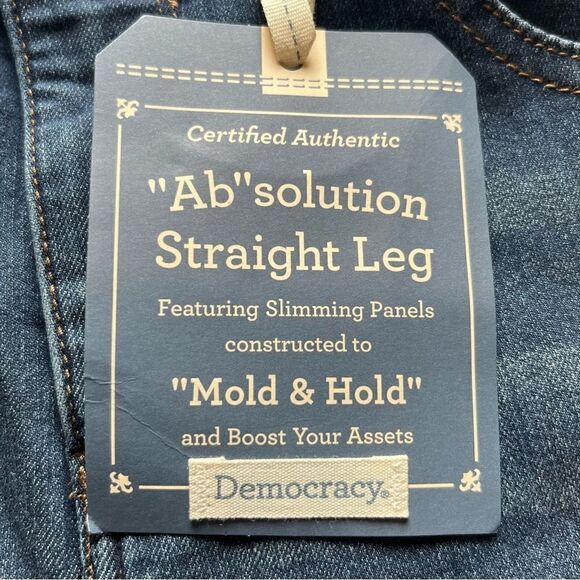 Certified Authentic
"Ab"solution
Straight Leg
Featuring Slimming Panels
constructed to
"Mold & Hold"
and Boost Your Assets
Democracy®